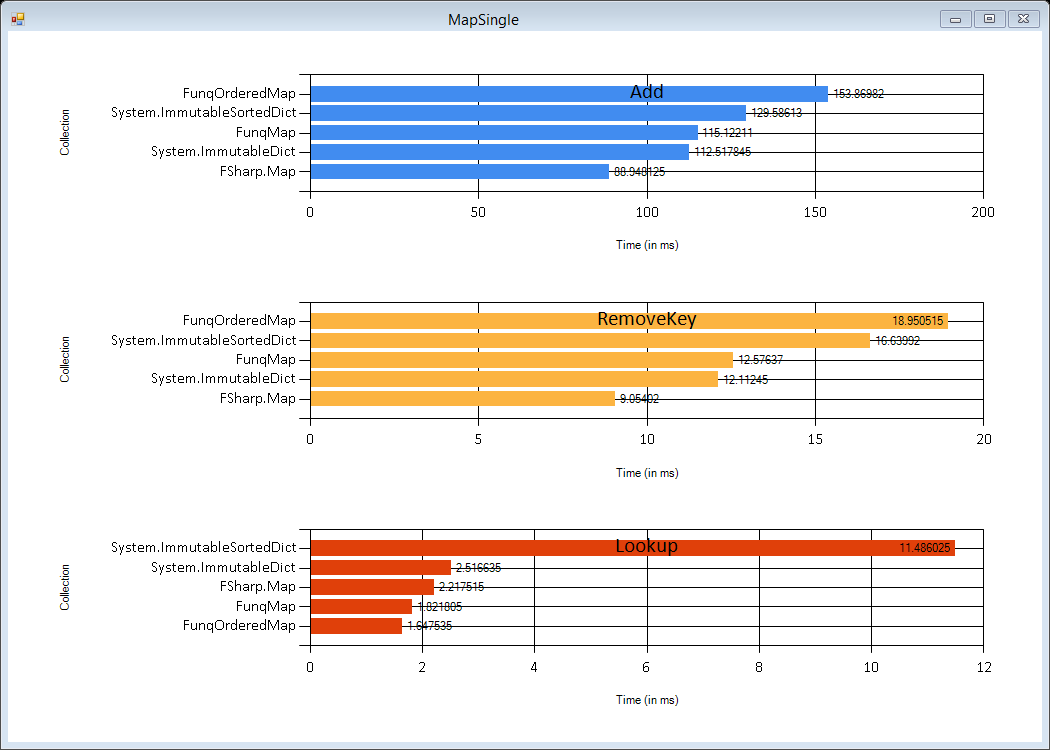 MapSingle
Add
Collection
FunqOrderedMap 153.86982
System.ImmutableSortedDict 129.58613
FunqMap 115.12211
System.ImmutableDict 112.517845
FSharp.Map 88.948125
0 50 100 150 200
Time (in ms)
RemoveKey
Collection
FunqOrderedMap 18.950515
System.ImmutableSortedDict 16.63992
FunqMap 12.57637
System.ImmutableDict 12.11245
FSharp.Map 9.05402
0 5 10 15 20
Time (in ms)
Lookup
Collection
System.ImmutableSortedDict 11.486025
System.ImmutableDict 2.516635
FSharp.Map 2.217515
FunqMap 1.821805
FunqOrderedMap 1.647535
0 2 4 6 8 10 12
Time (in ms)